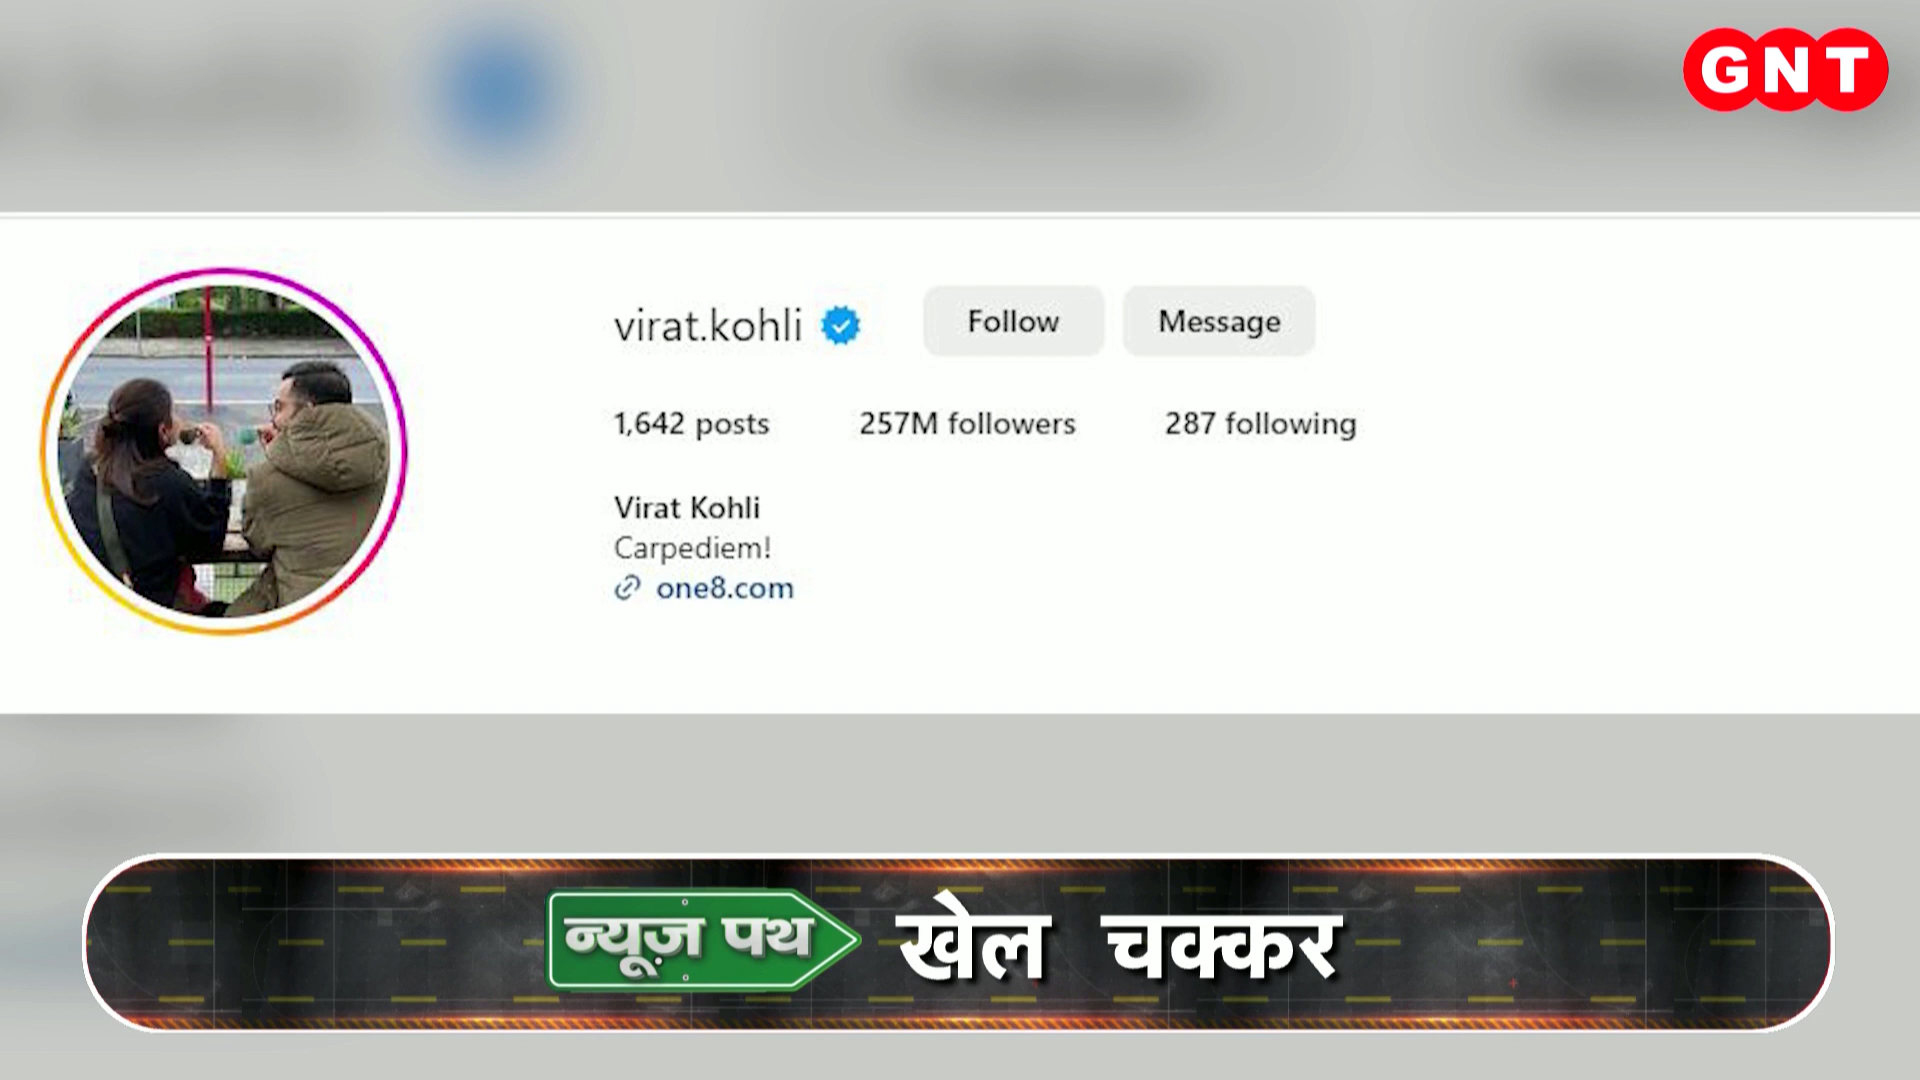 GNT
virat.kohli Follow Message
1,642 posts 257M followers 287 following
Virat Kohli
Carpediem!
one8.com
न्यूज़ पथ खेल चक्कर